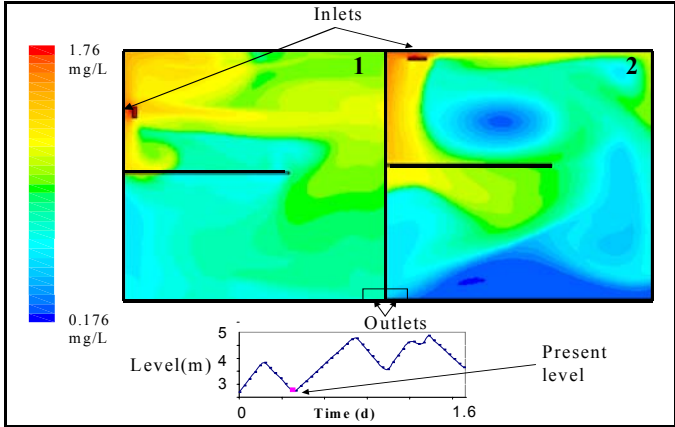 Inlets
1.76
mg/L
1
2
0.176
mg/L
Outlets
5
4
3
Level(m)
Present
level
0
Time (d)
1.6